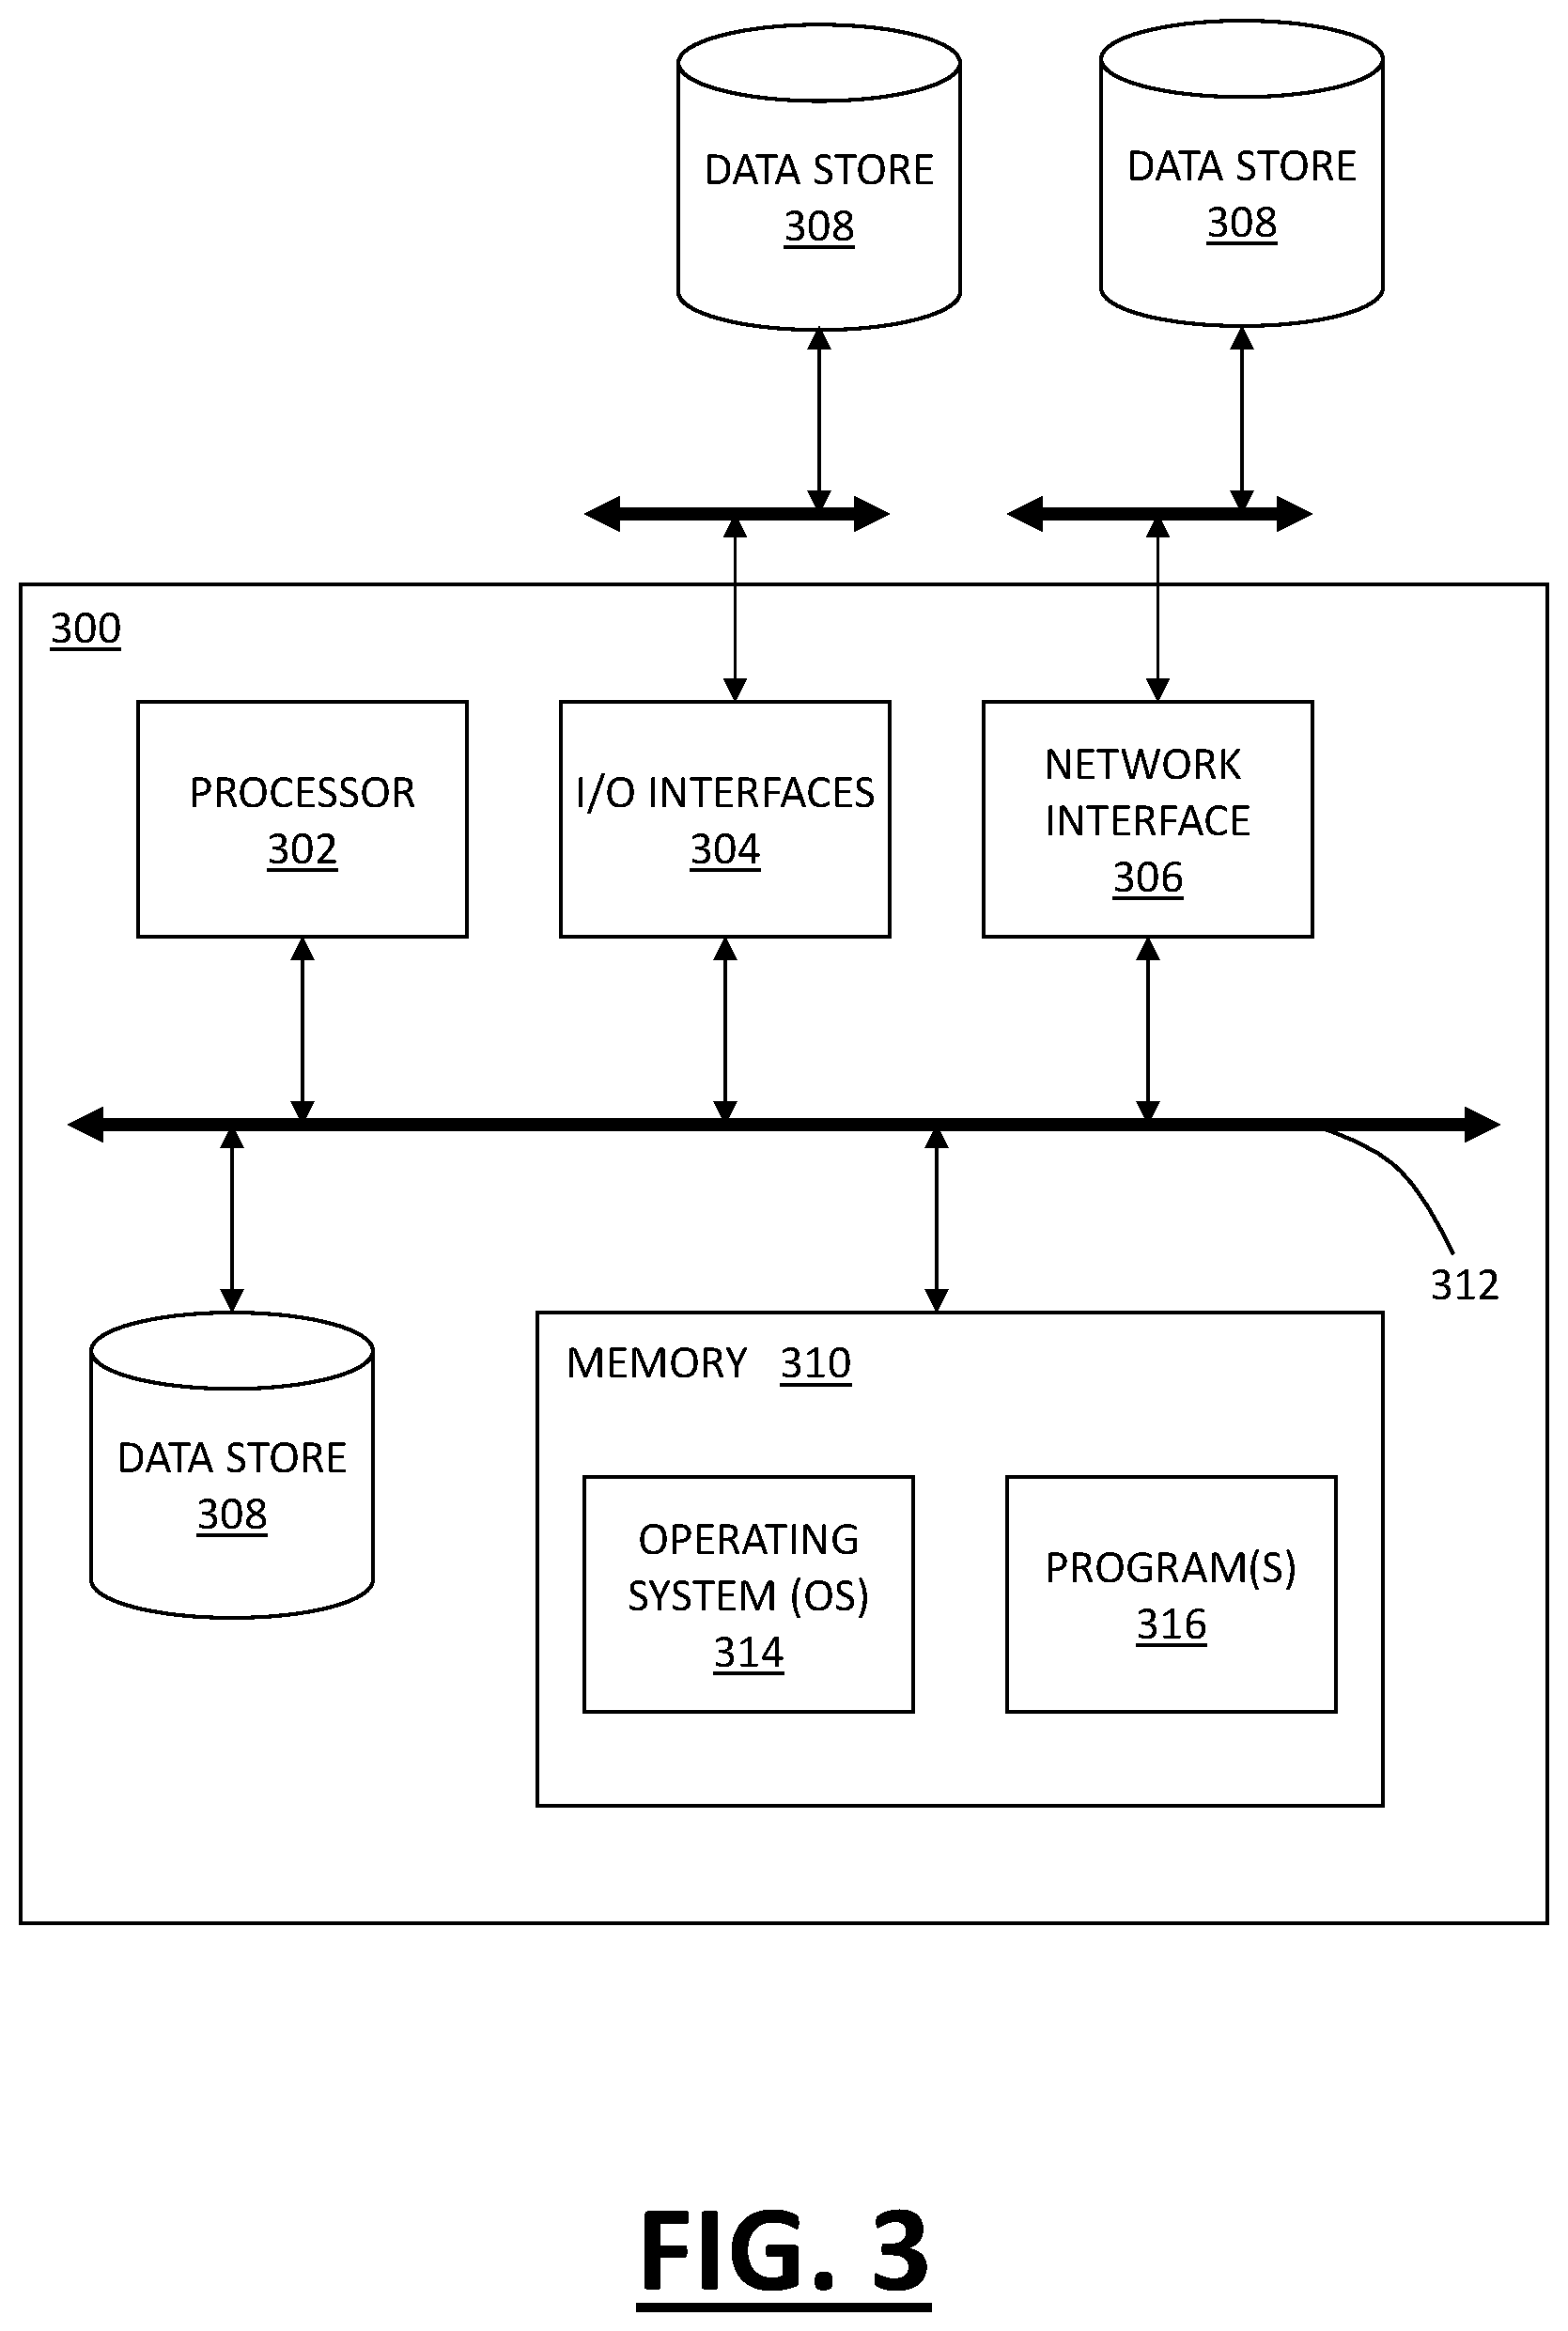 DATA STORE
308
DATA STORE
308
300
PROCESSOR
302
I/O INTERFACES
304
NETWORK
INTERFACE
306
312
DATA STORE
308
MEMORY 310
OPERATING
SYSTEM (OS)
314
PROGRAM(S)
316
FIG. 3